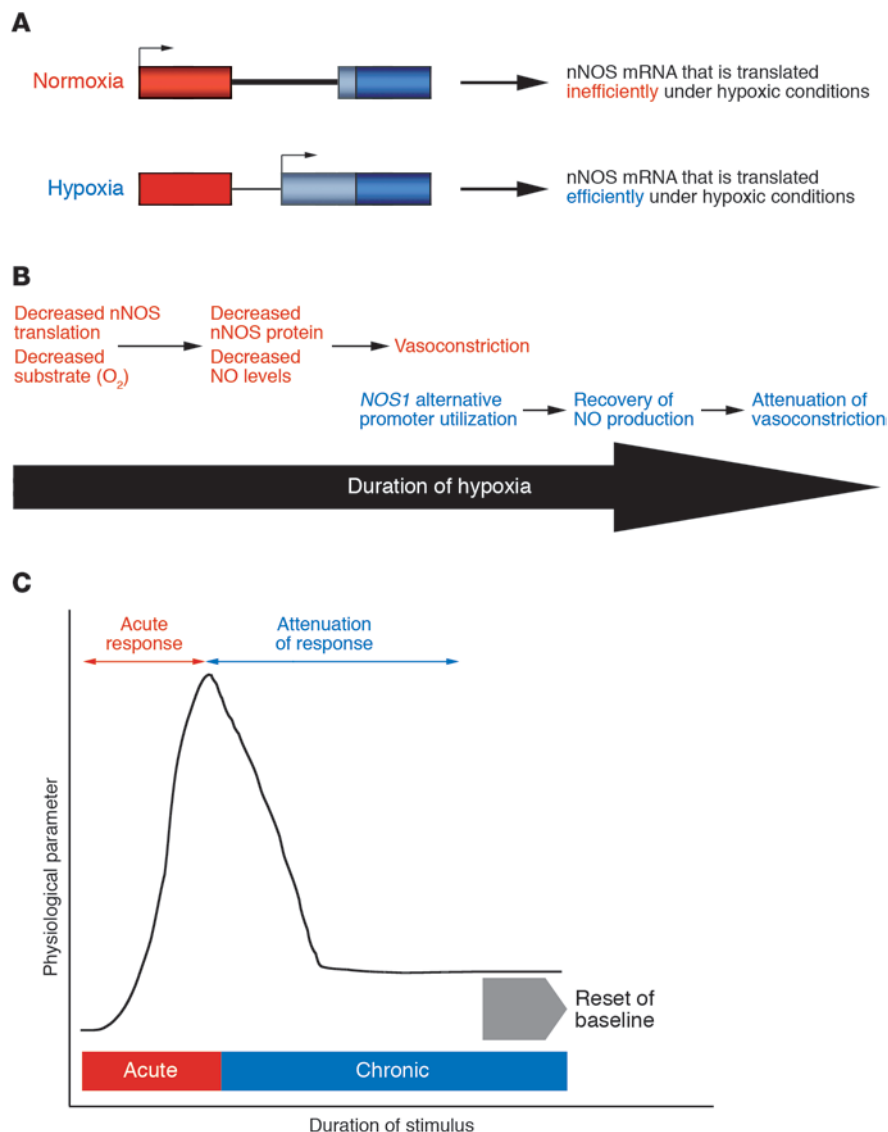 A
Normoxia
nNOS mRNA that is translated
inefficiently under hypoxic conditions
Hypoxia
nNOS mRNA that is translated
efficiently under hypoxic conditions
B
Decreased nNOS
translation
Decreased
substrate (O₂)
Decreased
nNOS protein
Decreased
NO levels
Vasoconstriction
NOS1 alternative
promoter utilization
Recovery of
NO production
Attenuation of
vasoconstriction
Duration of hypoxia
C
Acute
response
Attenuation
of response
Physiological parameter
Reset of
baseline
Acute
Chronic
Duration of stimulus